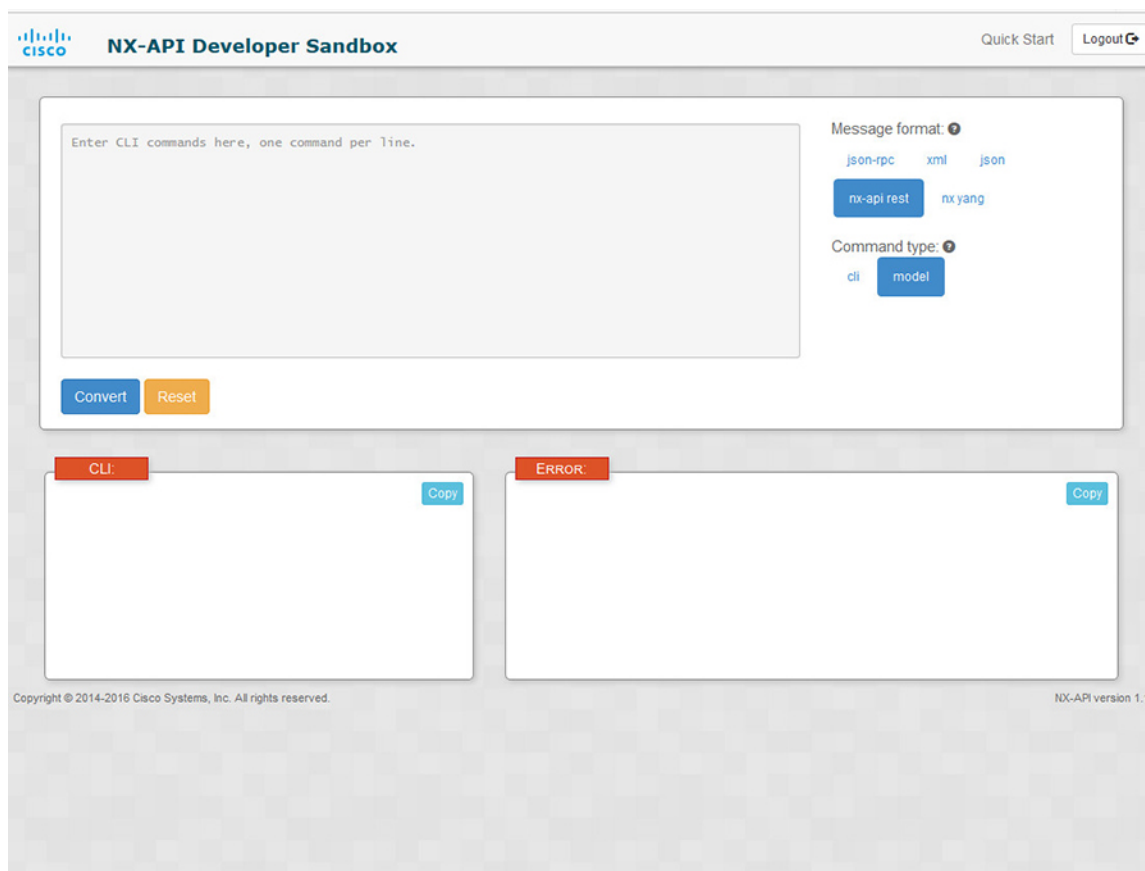 CISCO
NX-API Developer Sandbox
Quick Start
Logout
Enter CLI commands here, one command per line.
Message format:
json-rpc xml json
nx-api rest nx yang
Command type:
cli model
Convert Reset
CLI:
Copy
ERROR:
Copy
Copyright © 2014-2016 Cisco Systems, Inc. All rights reserved.
NX-API version 1.